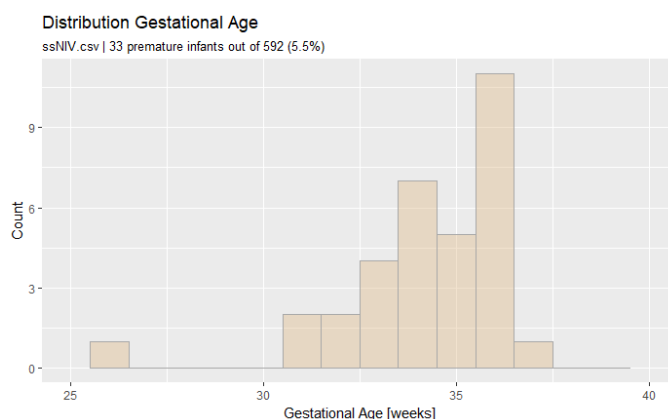 Distribution Gestational Age
ssNIV.csv | 33 premature infants out of 592 (5.5%)
Count
9
6
3
0
25
30
35
40
Gestational Age [weeks]